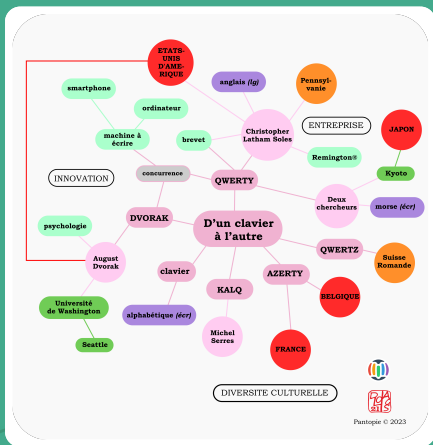 ETATS-
UNIS
D'AME-
RIQUE
smartphone
anglais (lg)
Pennsyl-
vanie
ordinateur
machine à
écrire
brevet
Christopher
Latham Soles
ENTREPRISE
JAPON
Remington®
concurrence
QWERTY
Kyoto
INNOVATION
Deux
chercheurs
morse (écr)
psychologie
DVORAK
D'un clavier
à l'autre
QWERTZ
August
Dvorak
clavier
AZERTY
Suisse
Romande
KALQ
BELGIQUE
Université
de Washington
alphabétique (écr)
Michel
Serres
FRANCE
Seattle
DIVERSITE CULTURELLE
Pantopic © 2023